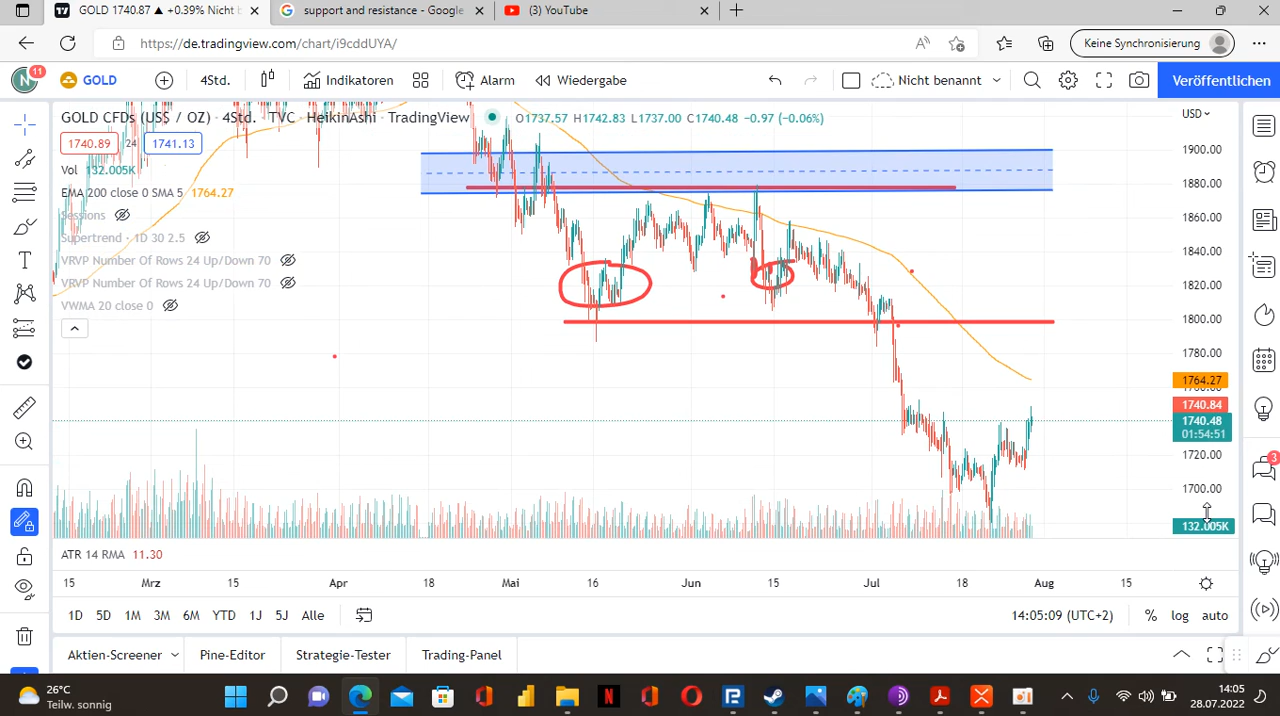 GOLD 1740.87 ▲ +0.39% Nicht b
support and resistance - Google
(3) YouTube
https://de.tradingview.com/chart/i9cddUYA/
Keine Synchronisierung
N 11
GOLD
4Std.
Indikatoren
Alarm
Wiedergabe
Nicht benannt
Veröffentlichen
GOLD CFDs (US$ / OZ) · 4Std. · TVC · HeikinAshi · TradingView
O1737.57 H1742.83 L1737.00 C1740.48 −0.97 (−0.06%)
USD
1740.89 24 1741.13
Vol 132.005K
EMA 200 close 0 SMA 5 1764.27
Sessions
Supertrend · 1D 30 2.5
VRVP Number Of Rows 24 Up/Down 70
VRVP Number Of Rows 24 Up/Down 70
VWMA 20 close 0
1900.00
1880.00
1860.00
1840.00
1820.00
1800.00
1780.00
1764.27
1740.84
1740.48
01:54:51
1720.00
1700.00
132.005K
3
ATR 14 RMA 11.30
15 Mrz 15 Apr 18 Mai 16 Jun 15 Jul 18 Aug 15
1D 5D 1M 3M 6M YTD 1J 5J Alle
14:05:09 (UTC+2) % log auto
Aktien-Screener Pine-Editor Strategie-Tester Trading-Panel
26°C
Teilw. sonnig
14:05
28.07.2022